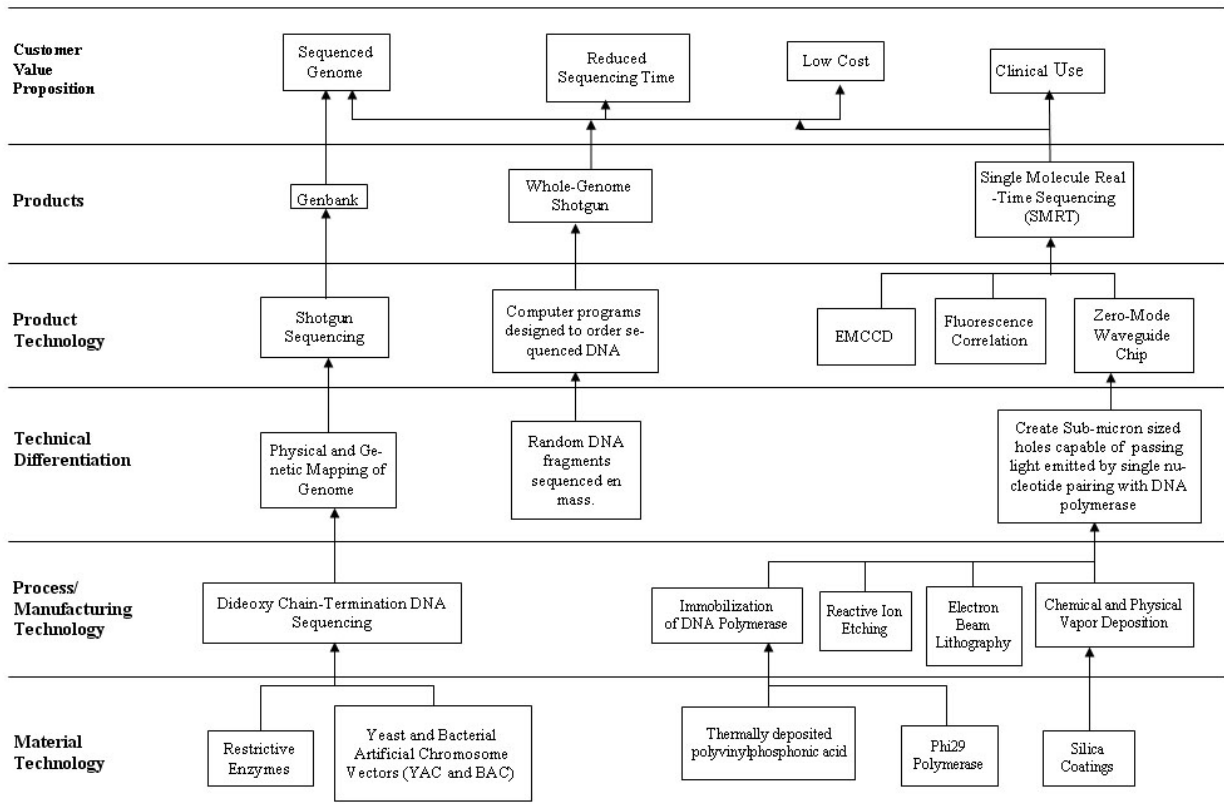 Customer
Value
Proposition
Sequenced
Genome
Reduced
Sequencing Time
Low Cost
Clinical Use
Products
Genbank
Whole-Genome
Shotgun
Single Molecule Real
-Time Sequencing
(SMRT)
Product
Technology
Shotgun
Sequencing
Computer programs
designed to order se-
quenced DNA
EMCCD
Fluorescence
Correlation
Zero-Mode
Waveguide
Chip
Technical
Differentiation
Physical and Ge-
netic Mapping of
Genome
Random DNA
fragments
sequenced en
mass.
Create Sub-micron sized
holes capable of passing
light emitted by single nu-
cleotide pairing with DNA
polymerase
Process/
Manufacturing
Technology
Dideoxy Chain-Termination DNA
Sequencing
Immobilization
of DNA Polymerase
Reactive Ion
Etching
Electron
Beam
Lithography
Chemical and Physical
Vapor Deposition
Material
Technology
Restrictive
Enzymes
Yeast and Bacterial
Artificial Chromosome
Vectors (YAC and BAC)
Thermally deposited
polyvinylphosphonic acid
Phi29
Polymerase
Silica
Coatings